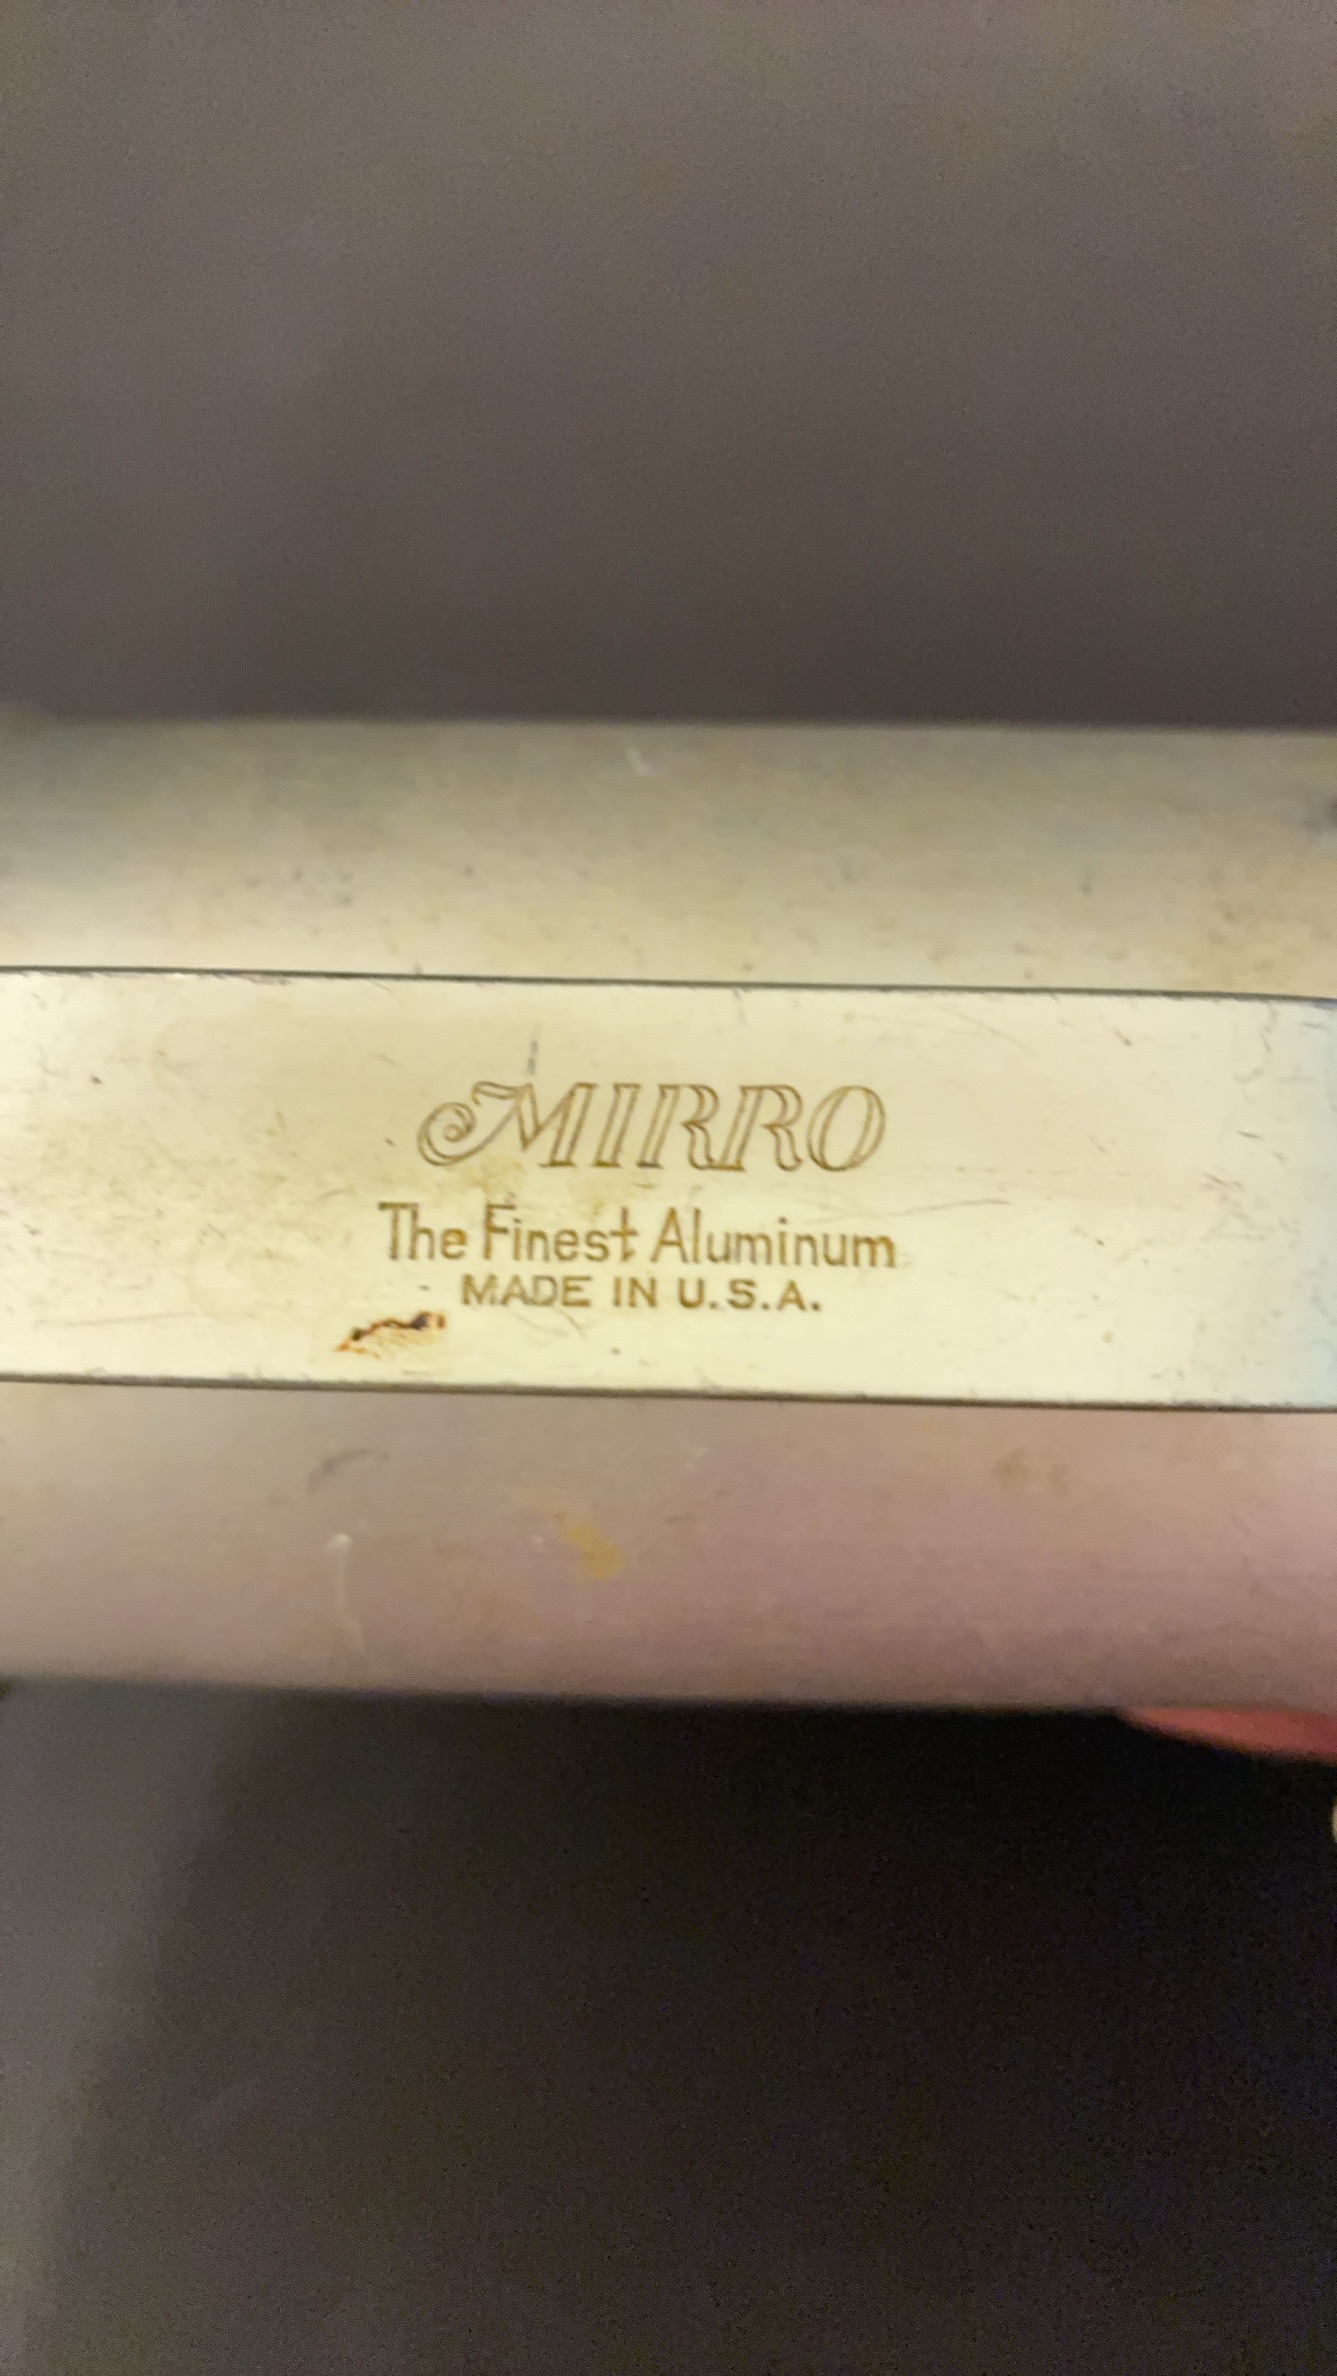 MIRRO
The Finest Aluminum
MADE IN U.S.A.